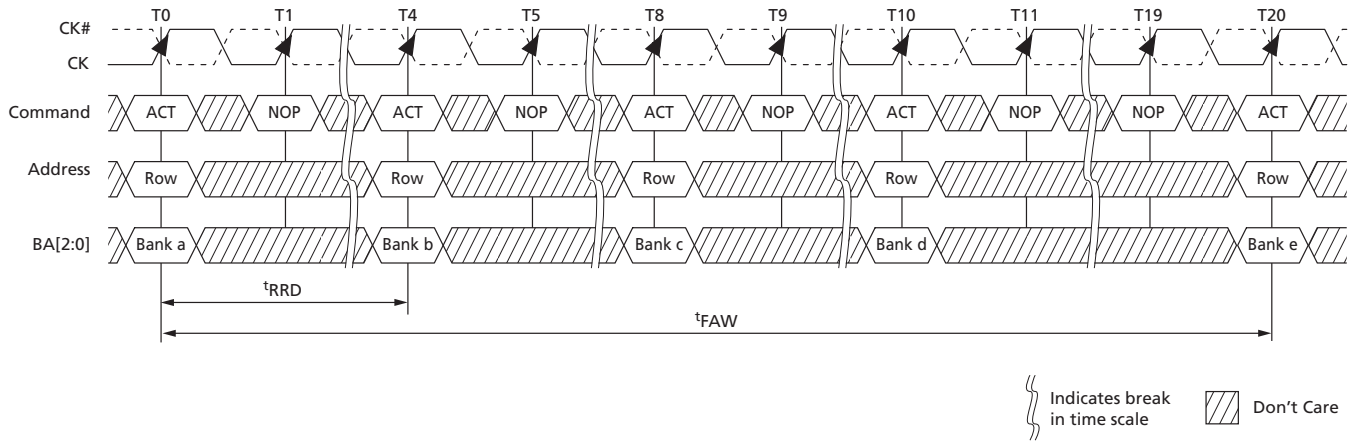 T0 T1 T4 T5 T8 T9 T10 T11 T19 T20
CK#
CK
Command ACT NOP ACT NOP ACT NOP ACT NOP NOP ACT
Address Row Row Row Row Row
BA[2:0] Bank a Bank b Bank c Bank d Bank e
tRRD
tFAW
Indicates break
in time scale
Don't Care